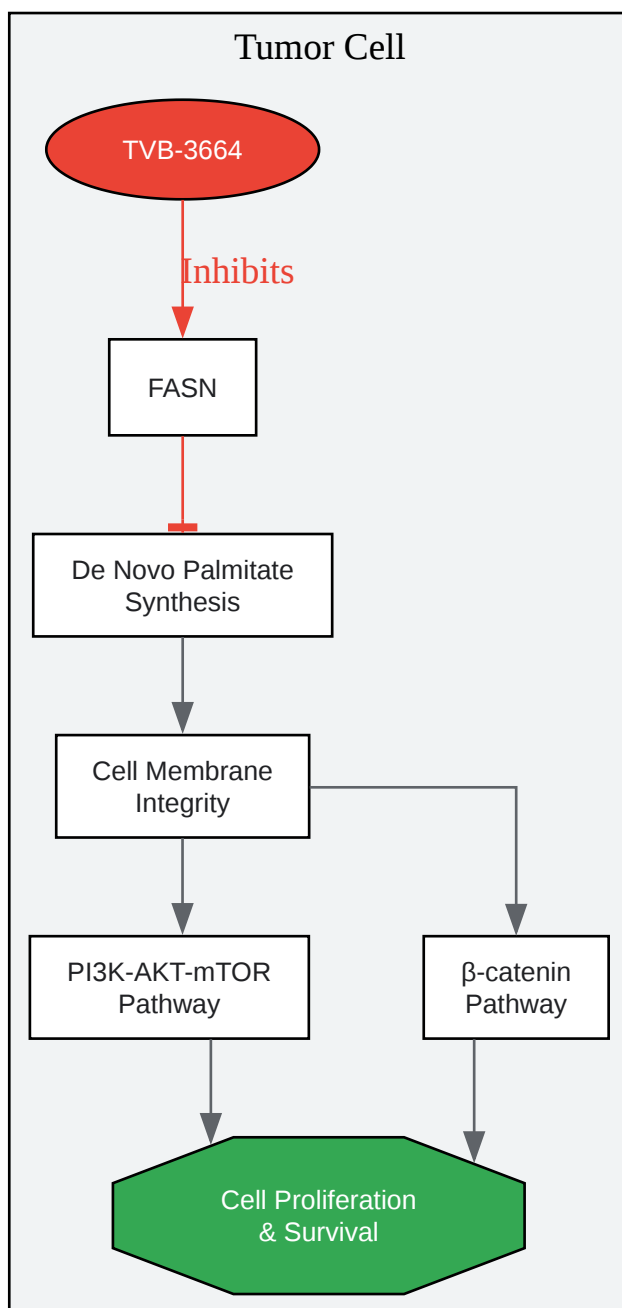 Tumor Cell
TVB-3664
Inhibits
FASN
De Novo Palmitate
Synthesis
Cell Membrane
Integrity
PI3K-AKT-mTOR
Pathway
β-catenin
Pathway
Cell Proliferation
& Survival